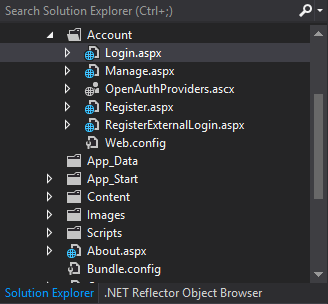 Search Solution Explorer (Ctrl+;)
Account
Login.aspx
Manage.aspx
OpenAuthProviders.ascx
Register.aspx
RegisterExternalLogin.aspx
Web.config
App_Data
App_Start
Content
Images
Scripts
About.aspx
Bundle.config
Solution Explorer .NET Reflector Object Browser